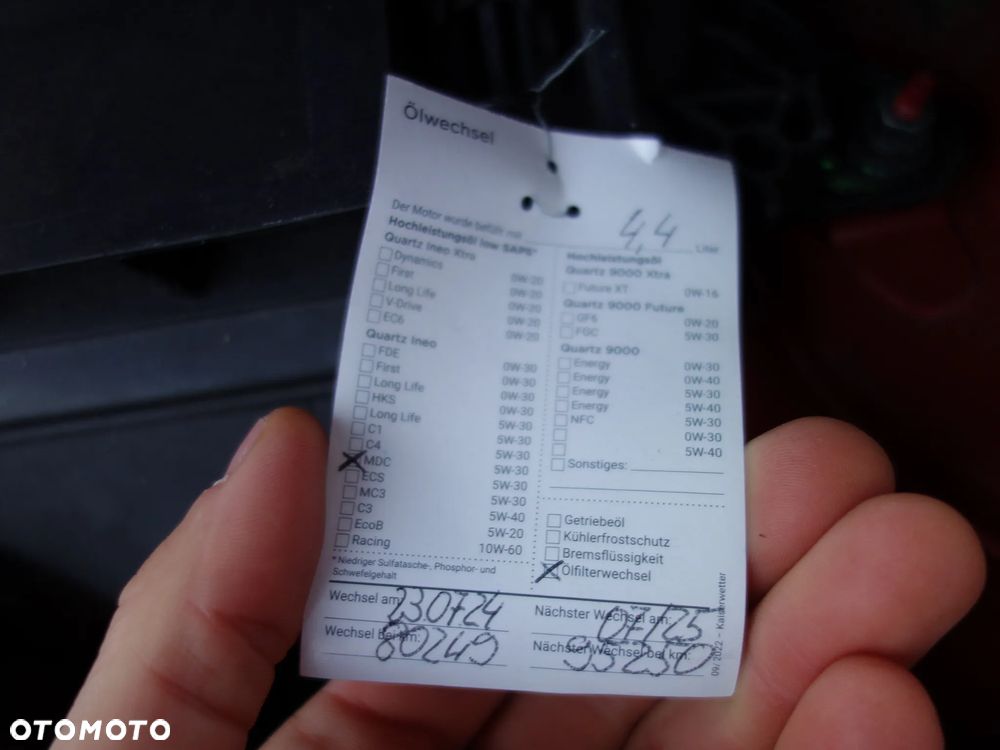 Ölwechsel
Der Motor wurde befüllt mit 4,4 Liter
Hochleistungsöl low SAPS*
Quartz Ineo Xtra
Dynamics 0W-20
First 0W-20
Long Life 0W-20
V-Drive 0W-20
EC6 0W-20
Quartz Ineo
FDE 0W-30
First 0W-30
Long Life 0W-30
HKS 0W-30
Long Life 5W-30
C1 5W-30
C4 5W-30
MDC 5W-30
ECS 5W-30
MC3 5W-30
C3 5W-40
EcoB 5W-20
Racing 10W-60
* Niedriger Sulfatasche-, Phosphor- und
Schwefelgehalt
Hochleistungsöl
Quartz 9000 Xtra
Future XT 0W-16
Quartz 9000 Future
GF6 0W-20
FGC 5W-30
Quartz 9000
Energy 0W-30
Energy 0W-40
Energy 5W-30
Energy 5W-40
NFC 5W-30
0W-30
5W-40
Sonstiges:
Getriebeöl
Kühlerfrostschutz
Bremsflüssigkeit
Ölfilterwechsel
Wechsel am: 230724
Wechsel bei km: 80249
Nächster Wechsel am: 07/25
Nächster Wechsel bei km: 95250
09/2022 – Kaiserwetter
OTOMOTO